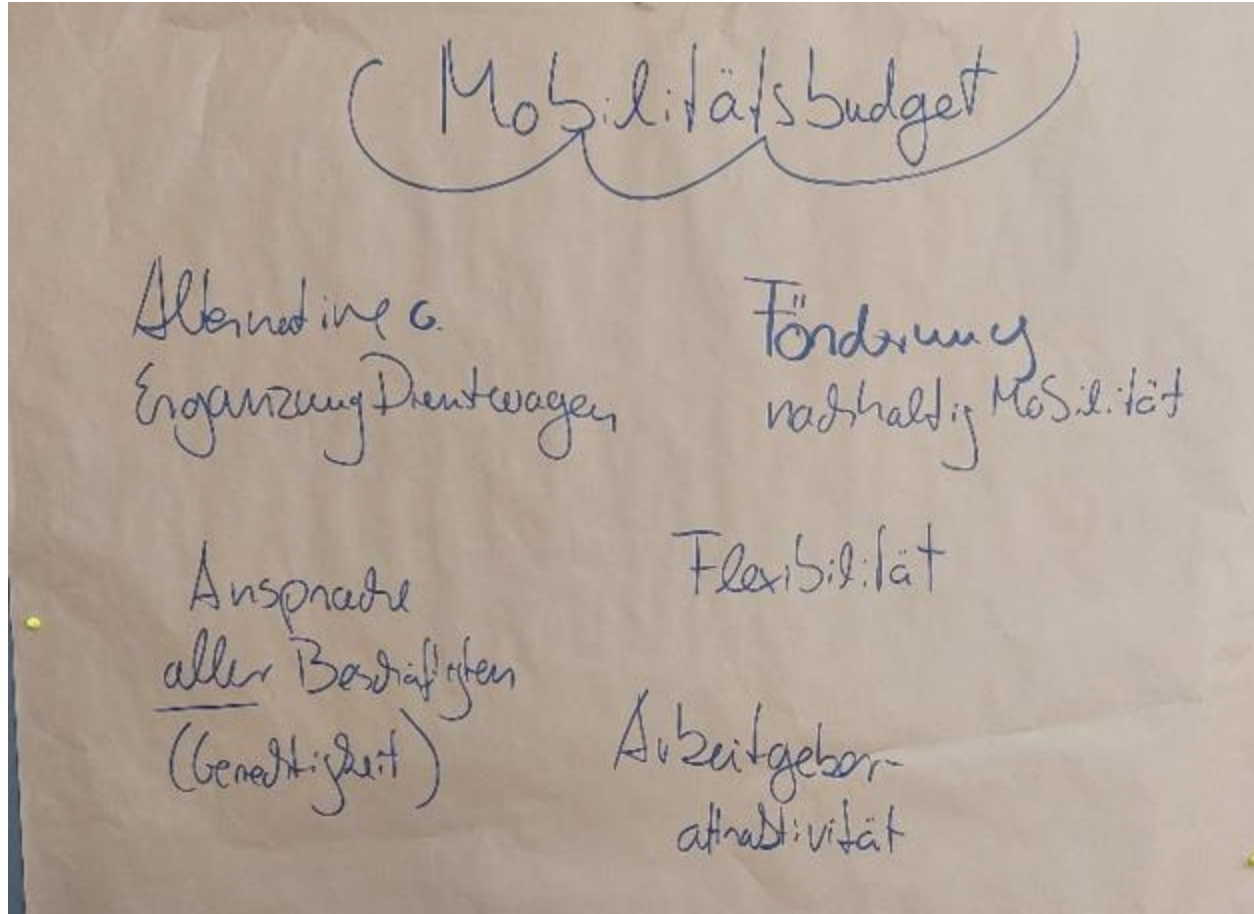 Mobilitätsbudget
Alternative o.
Ergänzung Dienstwagen
Förderung
nachhaltig Mobilität
Ansprache
aller Beschäftigten
(Gerechtigkeit)
Flexibilität
Arbeitgeber-
attraktivität